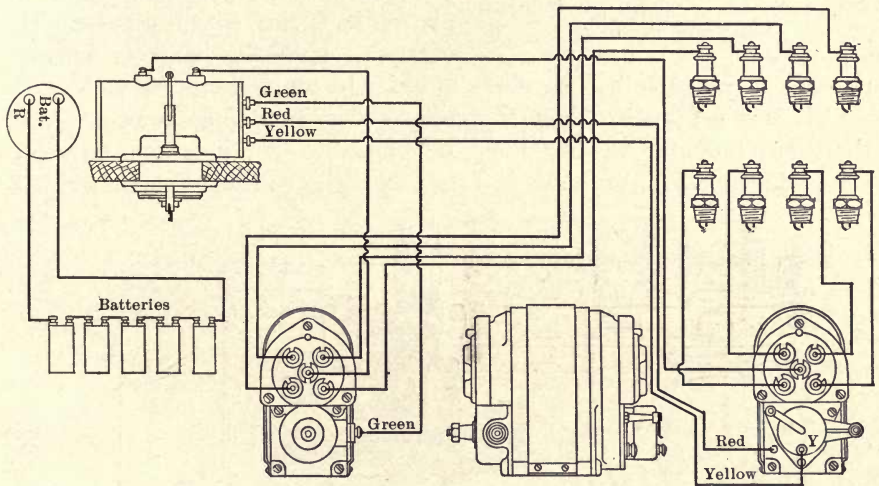 Green
Red
Yellow
Bat.
R
Batteries
Green
Red
Y
Yellow